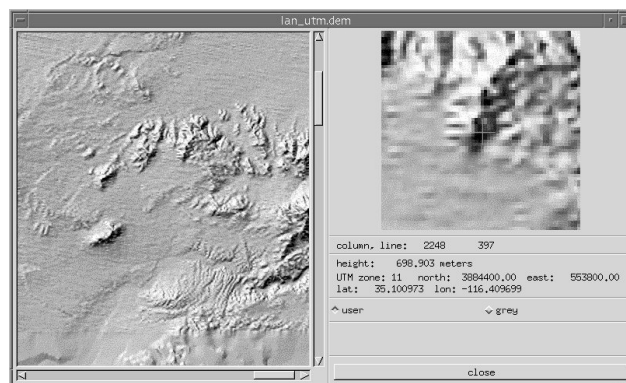 lan_utm.dem
column, line: 2248 397
height: 698.903 meters
UTM zone: 11 north: 3884400.00 east: 553800.00
lat: 35.100973 lon: -116.409699
user grey
close